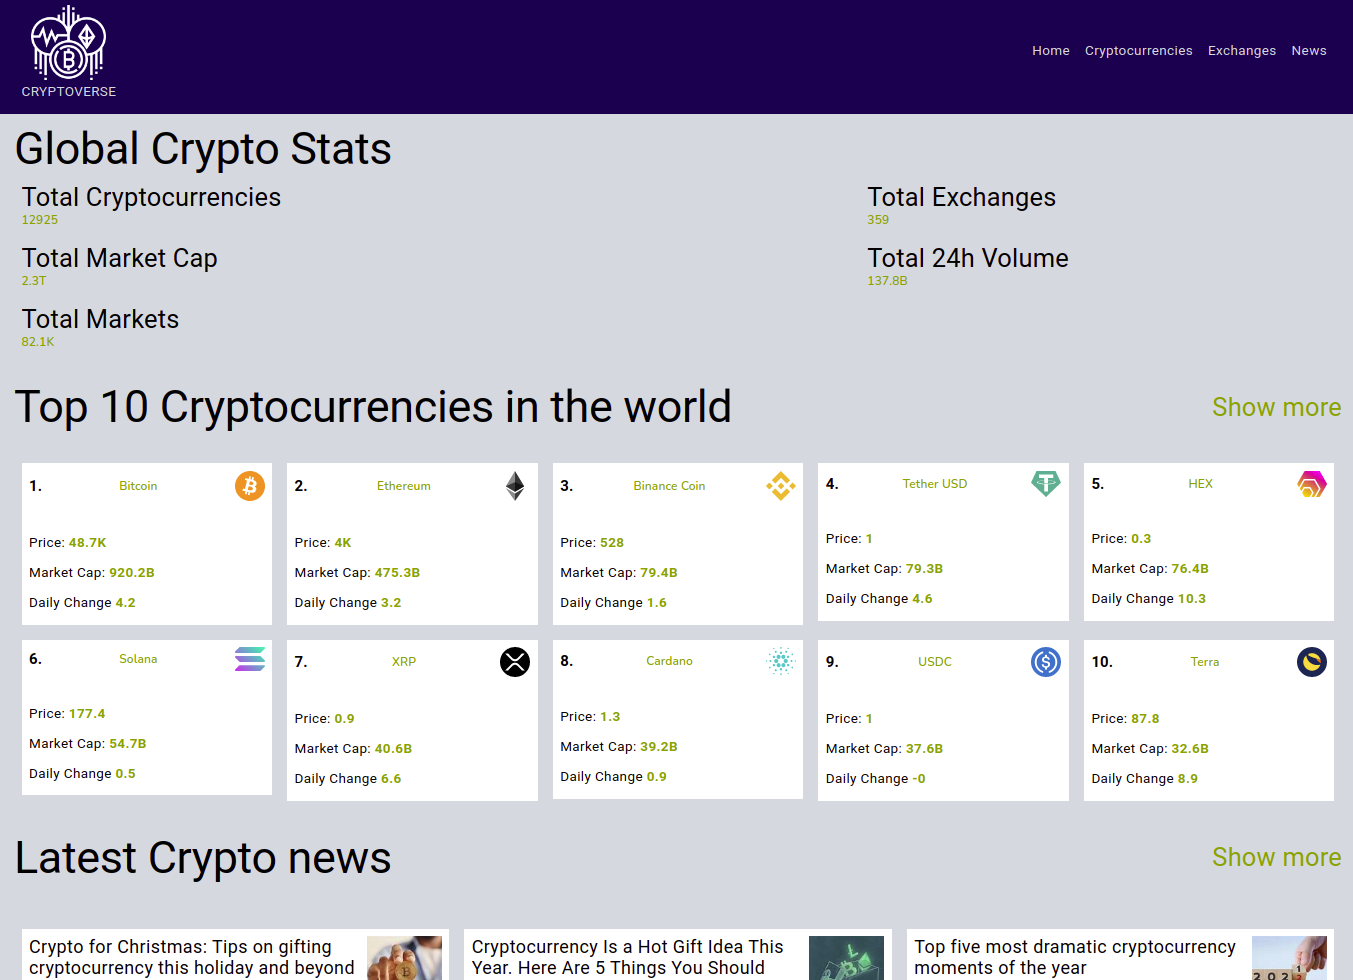 CRYPTOVERSE
Home Cryptocurrencies Exchanges News
Global Crypto Stats
Total Cryptocurrencies
12925
Total Exchanges
359
Total Market Cap
2.3T
Total 24h Volume
137.8B
Total Markets
82.1K
Top 10 Cryptocurrencies in the world
Show more
1. Bitcoin
Price: 48.7K
Market Cap: 920.2B
Daily Change 4.2
2. Ethereum
Price: 4K
Market Cap: 475.3B
Daily Change 3.2
3. Binance Coin
Price: 528
Market Cap: 79.4B
Daily Change 1.6
4. Tether USD
Price: 1
Market Cap: 79.3B
Daily Change 4.6
5. HEX
Price: 0.3
Market Cap: 76.4B
Daily Change 10.3
6. Solana
Price: 177.4
Market Cap: 54.7B
Daily Change 0.5
7. XRP
Price: 0.9
Market Cap: 40.6B
Daily Change 6.6
8. Cardano
Price: 1.3
Market Cap: 39.2B
Daily Change 0.9
9. USDC
Price: 1
Market Cap: 37.6B
Daily Change -0
10. Terra
Price: 87.8
Market Cap: 32.6B
Daily Change 8.9
Latest Crypto news
Show more
Crypto for Christmas: Tips on gifting
cryptocurrency this holiday and beyond
Cryptocurrency Is a Hot Gift Idea This
Year. Here Are 5 Things You Should
Top five most dramatic cryptocurrency
moments of the year